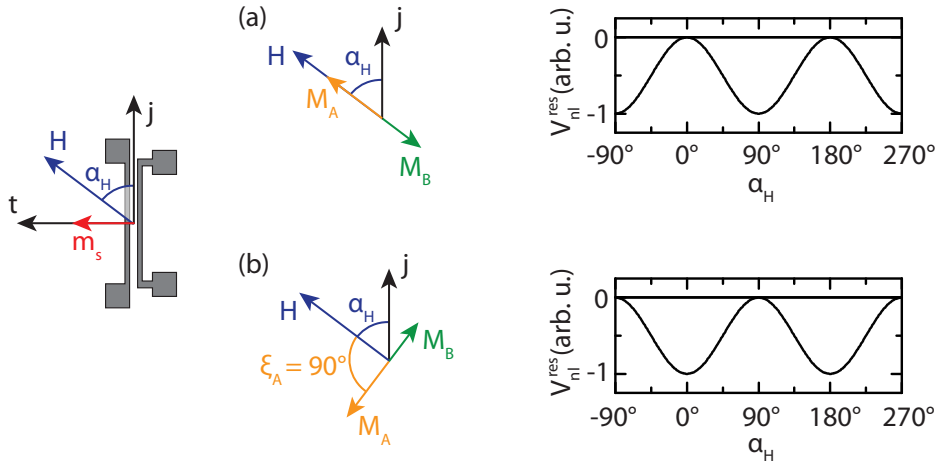 j
H
α_H
t
m_s
(a)
j
H
α_H
M_A
M_B
0
-1
V_nl^res (arb. u.)
-90° 0° 90° 180° 270°
α_H
(b)
j
H
α_H
M_B
ξ_A = 90°
M_A
0
-1
V_nl^res (arb. u.)
-90° 0° 90° 180° 270°
α_H